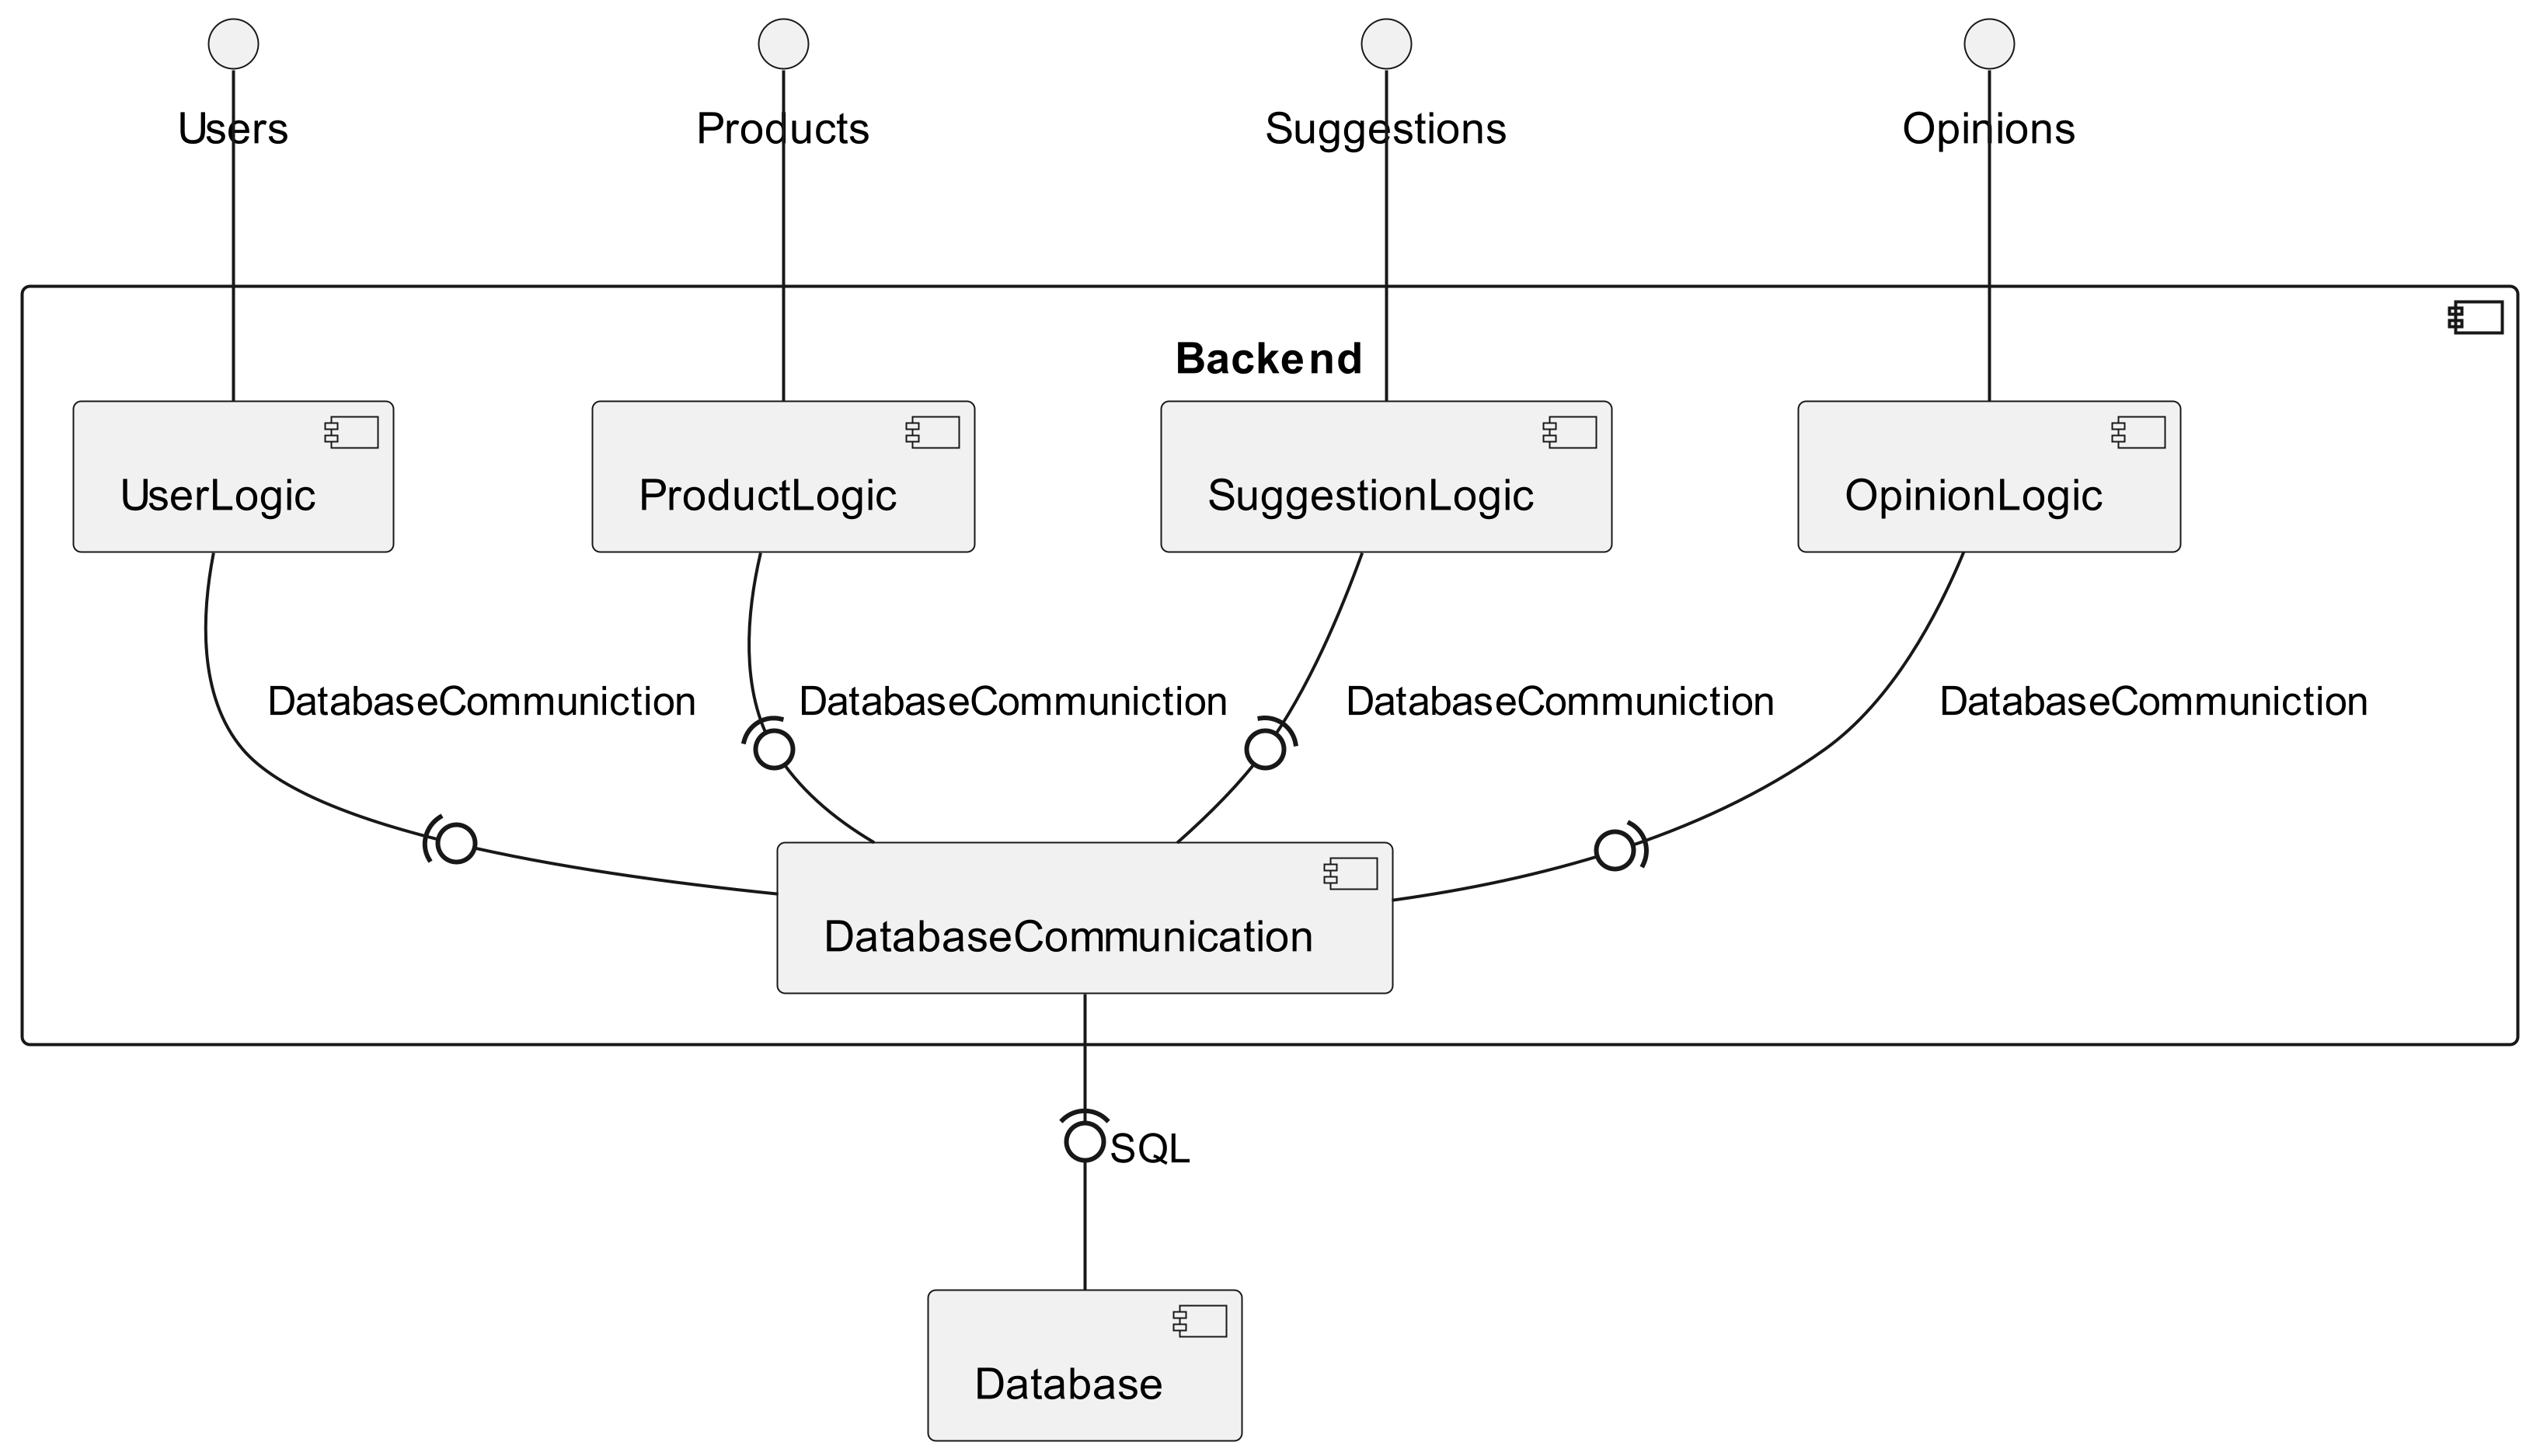 Users
Products
Suggestions
Opinions
Backend
UserLogic
ProductLogic
SuggestionLogic
OpinionLogic
DatabaseCommuniction
DatabaseCommuniction
DatabaseCommuniction
DatabaseCommuniction
DatabaseCommunication
SQL
Database